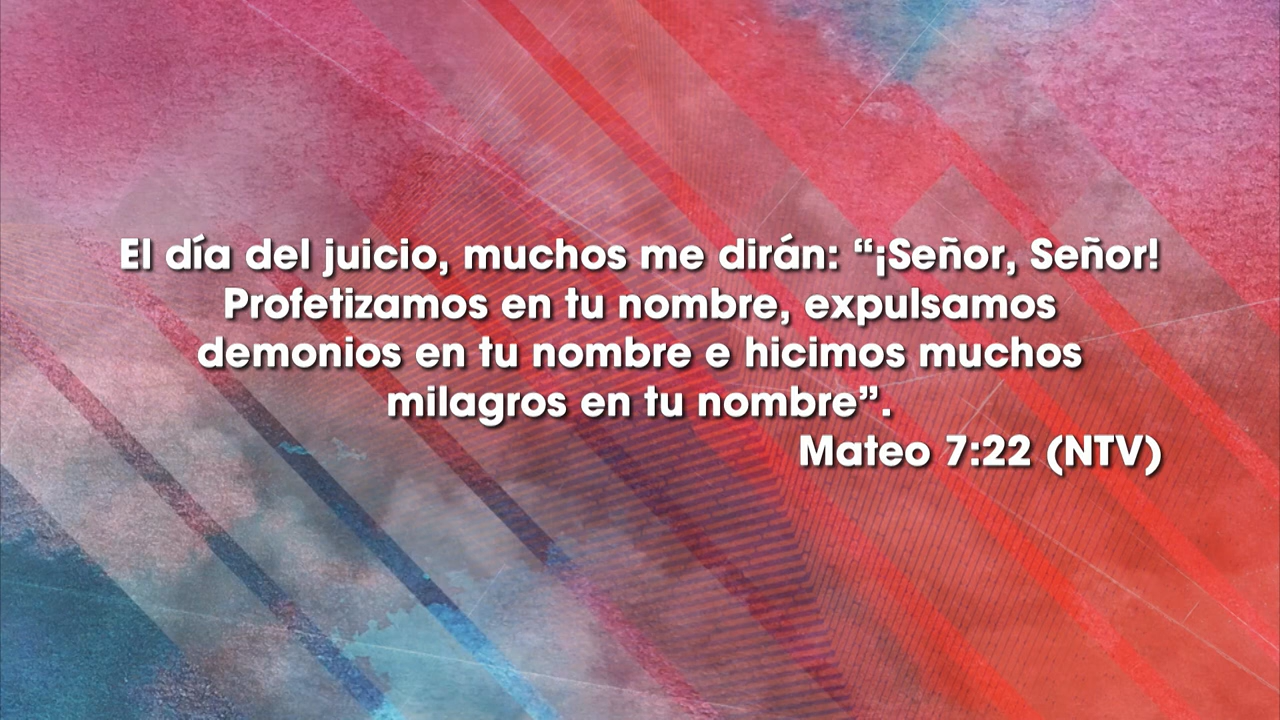 El día del juicio, muchos me dirán: “¡Señor, Señor!
Profetizamos en tu nombre, expulsamos
demonios en tu nombre e hicimos muchos
milagros en tu nombre”.
Mateo 7:22 (NTV)